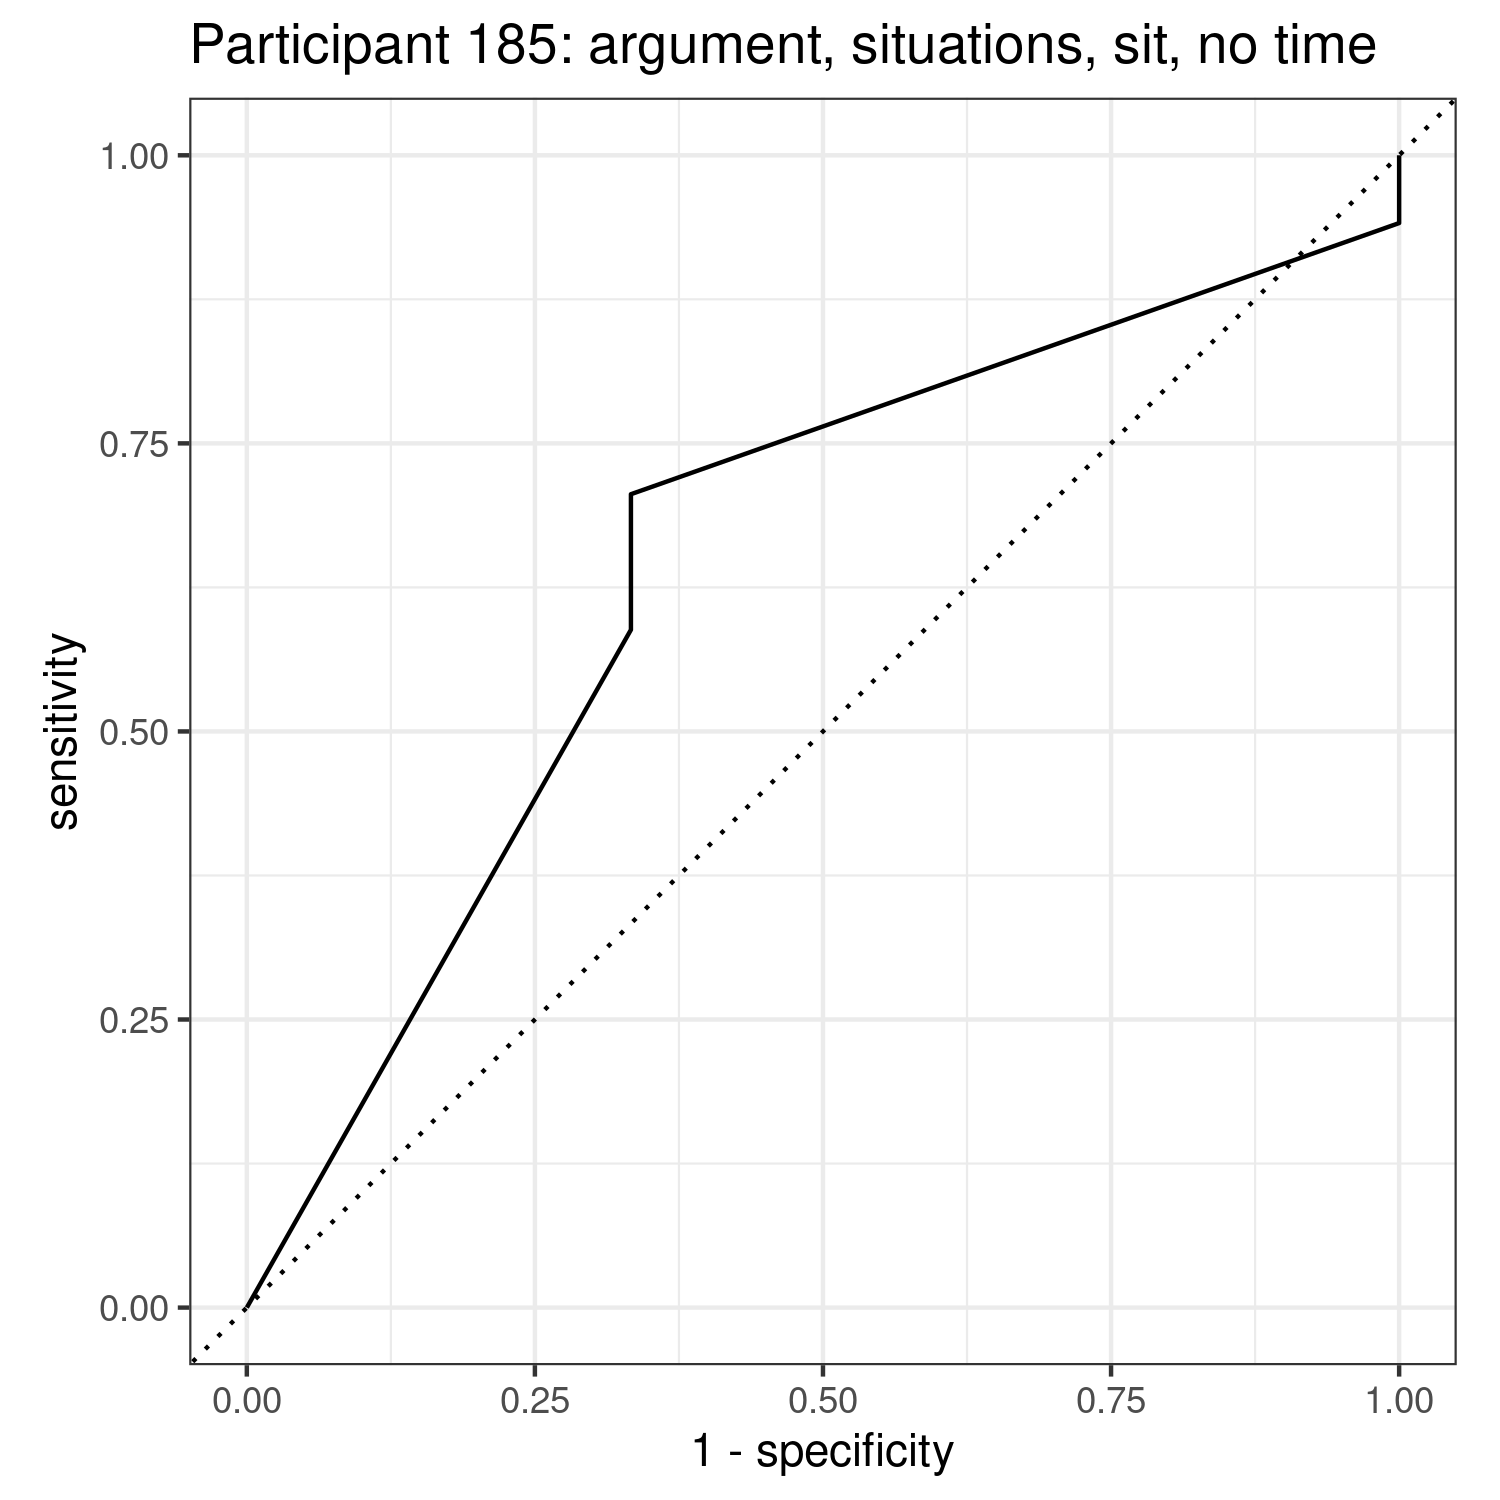 Participant 185: argument, situations, sit, no time
1.00
0.75
0.50
0.25
0.00
sensitivity
0.00 0.25 0.50 0.75 1.00
1 - specificity